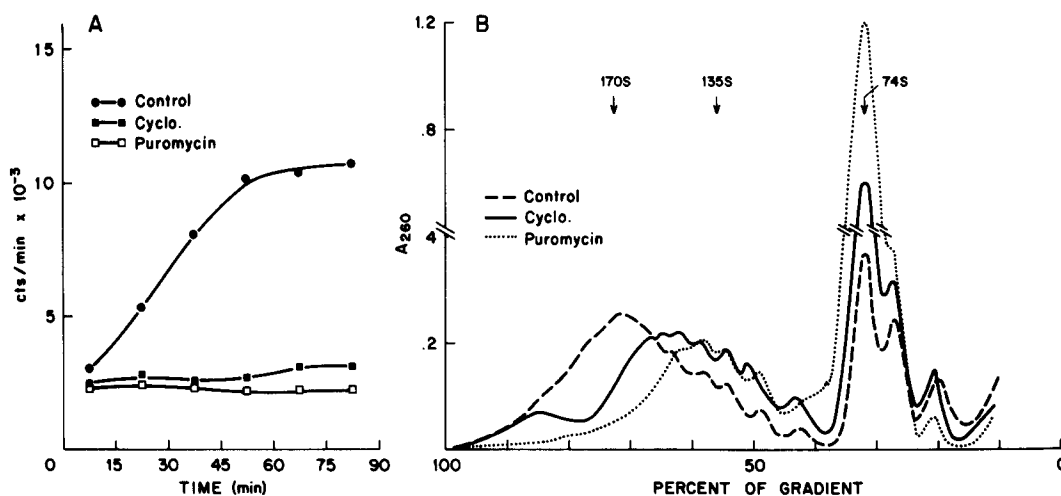 A
15
10
5
0
cts/min x 10⁻³
Control
Cyclo.
Puromycin
15 30 45 60 75 90
TIME (min)
B
1.2
.8
4
.2
A260
170S
135S
74S
Control
Cyclo.
Puromycin
100 50 0
PERCENT OF GRADIENT